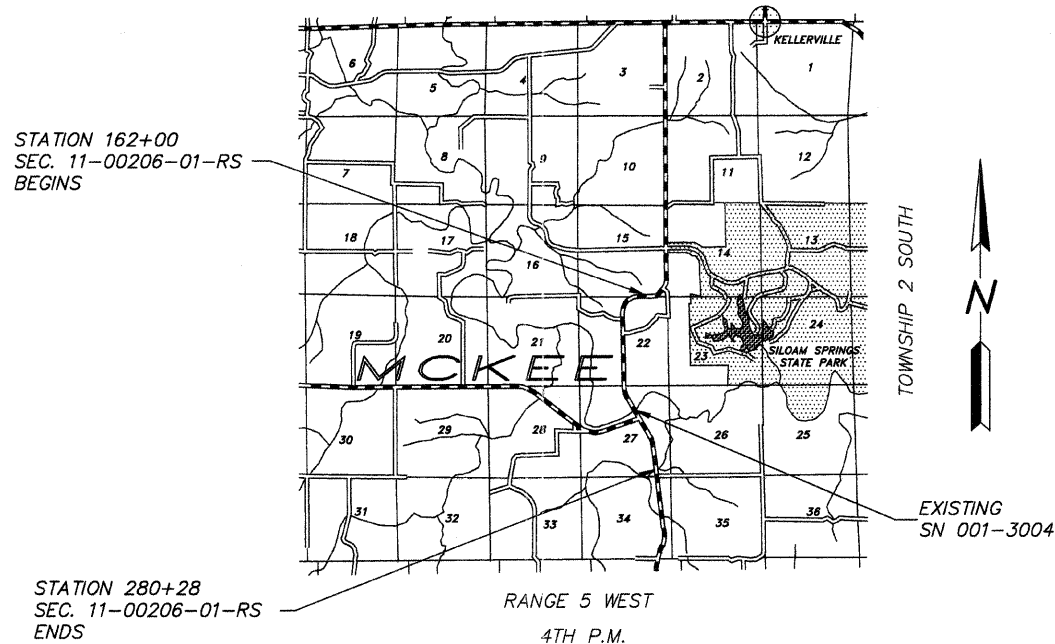 KELLERVILLE
6
5
4
3
2
1
STATION 162+00
SEC. 11-00206-01-RS
BEGINS
7
8
9
10
11
12
18
17
16
15
14
13
TOWNSHIP 2 SOUTH
N
19
20
21
22
23
24
SILOAM SPRINGS
STATE PARK
MCKEE
30
29
28
27
26
25
31
32
33
34
35
36
EXISTING
SN 001-3004
STATION 280+28
SEC. 11-00206-01-RS
ENDS
RANGE 5 WEST
4TH P.M.